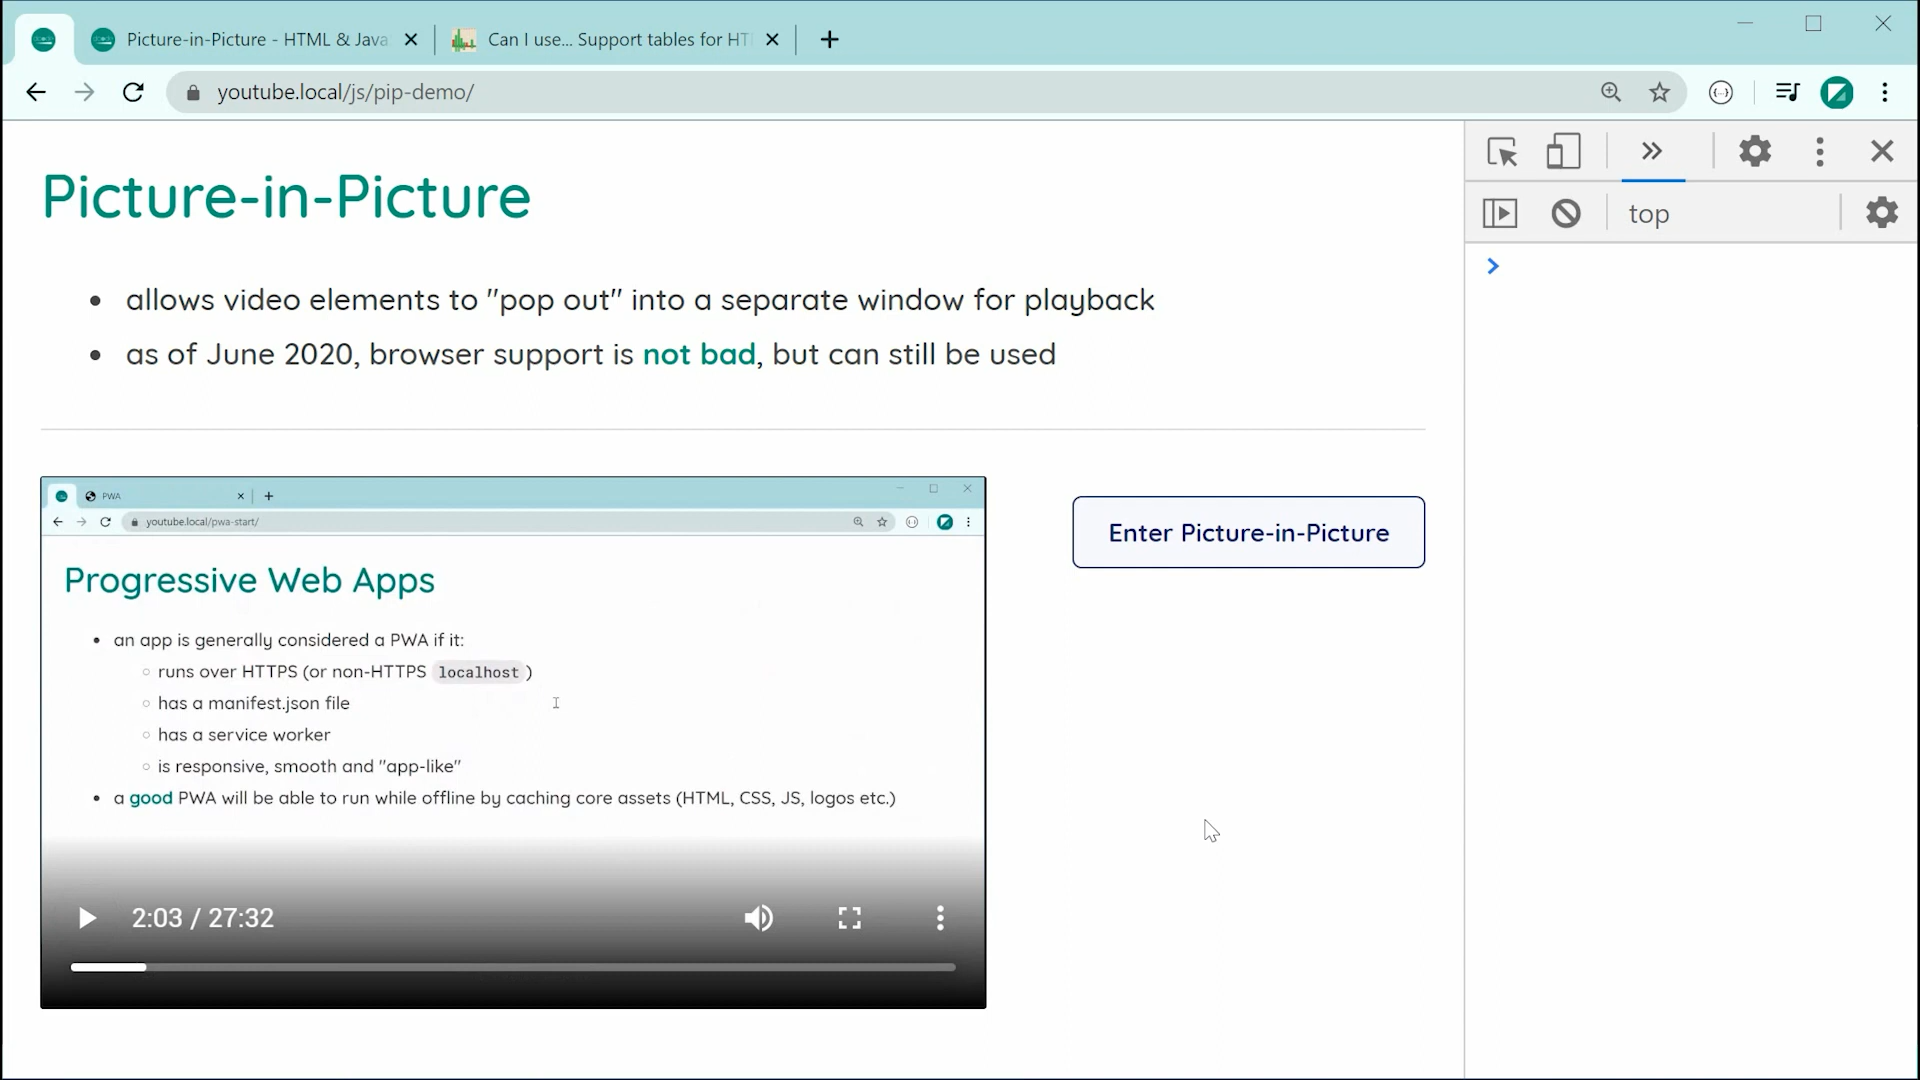 Picture-in-Picture - HTML & Java
Can I use... Support tables for HT
youtube.local/js/pip-demo/
top
Picture-in-Picture
• allows video elements to "pop out" into a separate window for playback
• as of June 2020, browser support is not bad, but can still be used
PWA
youtube.local/pwa-start/
Progressive Web Apps
• an app is generally considered a PWA if it:
◦ runs over HTTPS (or non-HTTPS localhost )
◦ has a manifest.json file
◦ has a service worker
◦ is responsive, smooth and "app-like"
• a good PWA will be able to run while offline by caching core assets (HTML, CSS, JS, logos etc.)
2:03 / 27:32
Enter Picture-in-Picture